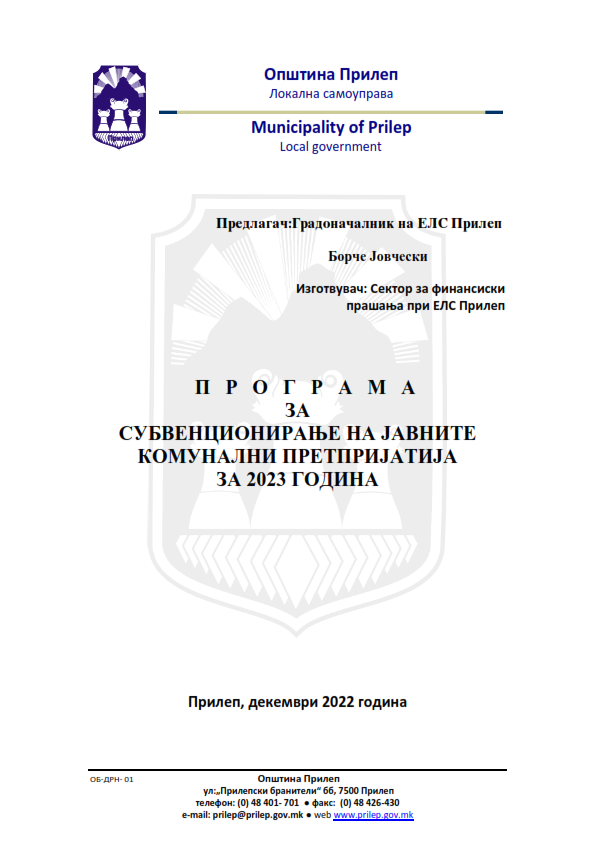 Општина Прилеп
Локална самоуправа
Municipality of Prilep
Local government
Прилеп
Предлагач:Градоначалник на ЕЛС Прилеп
Борче Јовчески
Изготвувач: Сектор за финансиски
прашања при ЕЛС Прилеп
П Р О Г Р А М А
ЗА
СУБВЕНЦИОНИРАЊЕ НА ЈАВНИТЕ
КОМУНАЛНИ ПРЕТПРИЈАТИЈА
ЗА 2023 ГОДИНА
Прилеп, декември 2022 година
ОБ-ДРН- 01
Општина Прилеп
ул:„Прилепски бранители“ бб, 7500 Прилеп
телефон: (0) 48 401- 701 ● факс: (0) 48 426-430
e-mail: prilep@prilep.gov.mk ● web www.prilep.gov.mk